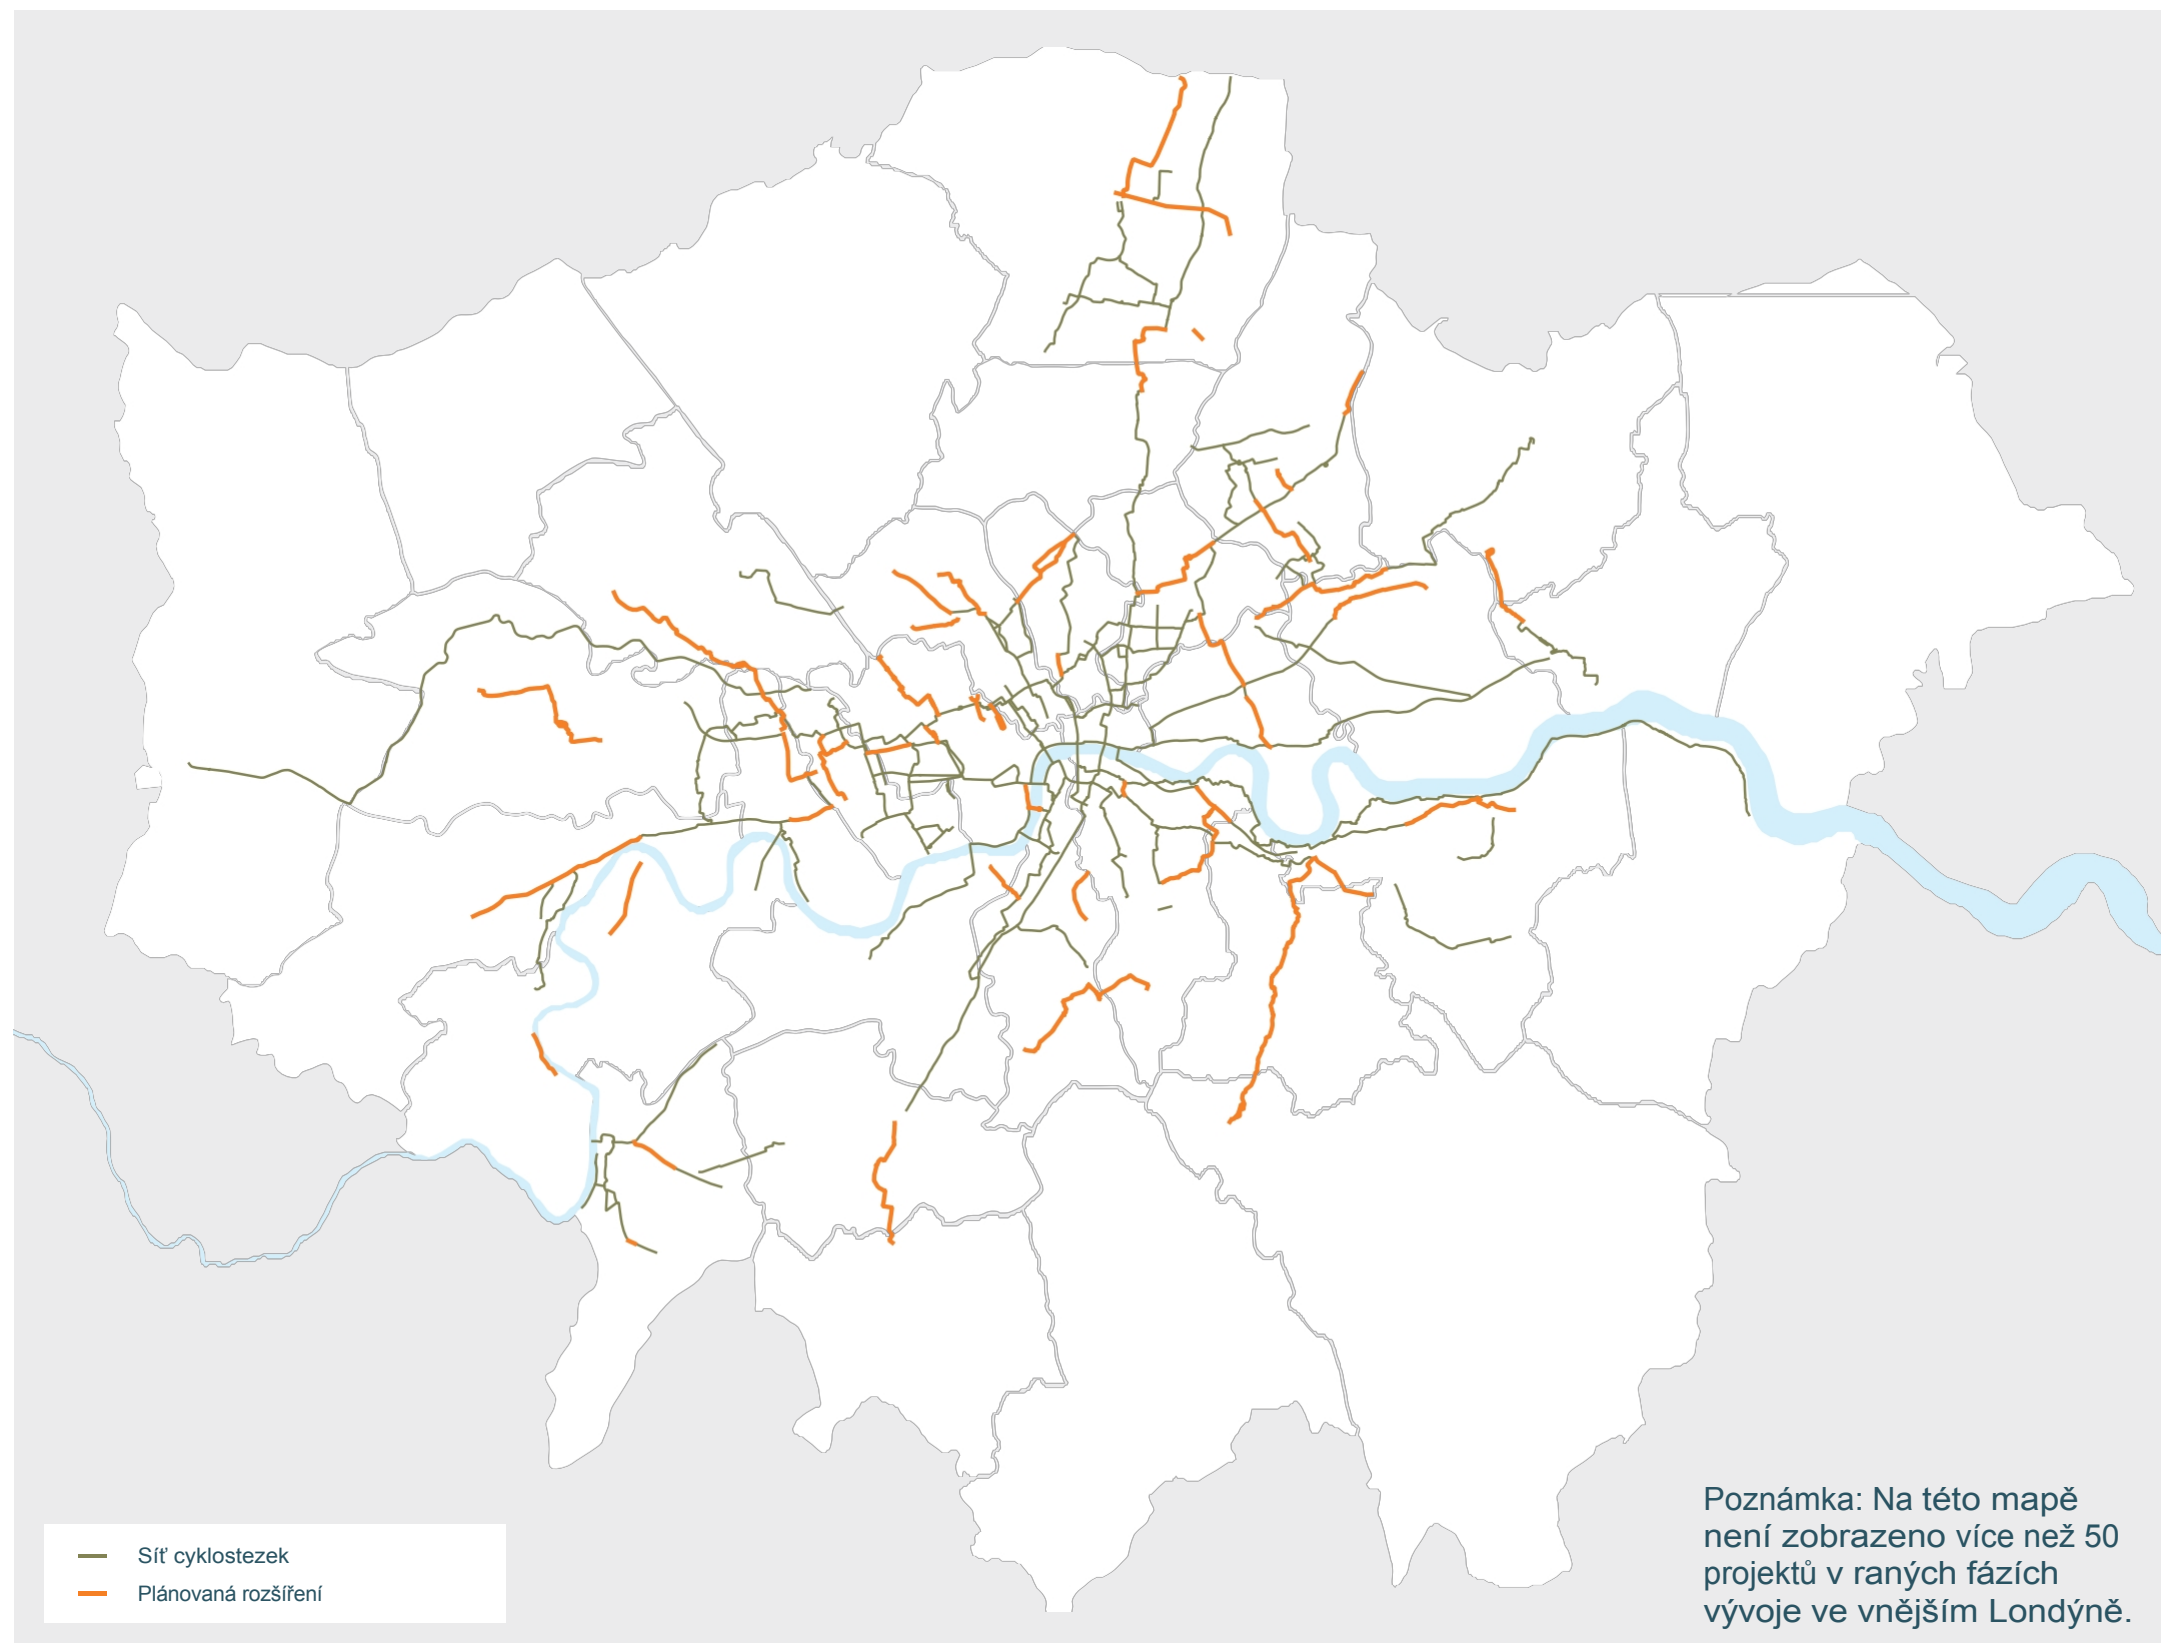 Síť cyklostezek
Plánovaná rozšíření
Poznámka: Na této mapě
není zobrazeno více než 50
projektů v raných fázích
vývoje ve vnějším Londýně.